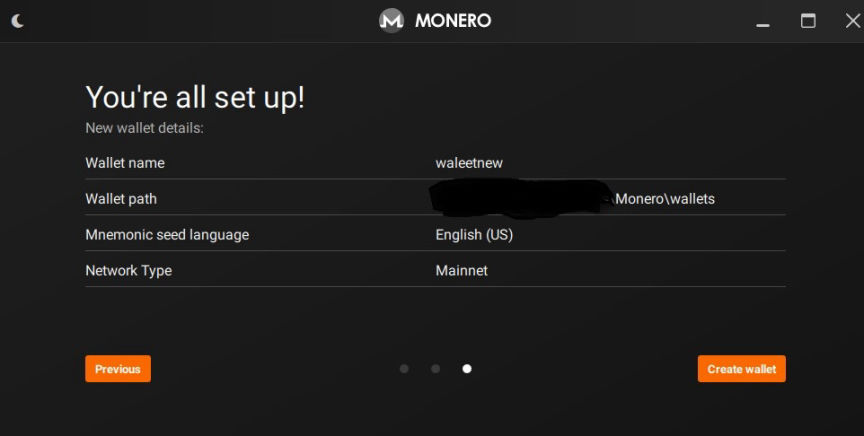 MONERO
You're all set up!
New wallet details:
Wallet name waleetnew
Wallet path \Monero\wallets
Mnemonic seed language English (US)
Network Type Mainnet
Previous Create wallet